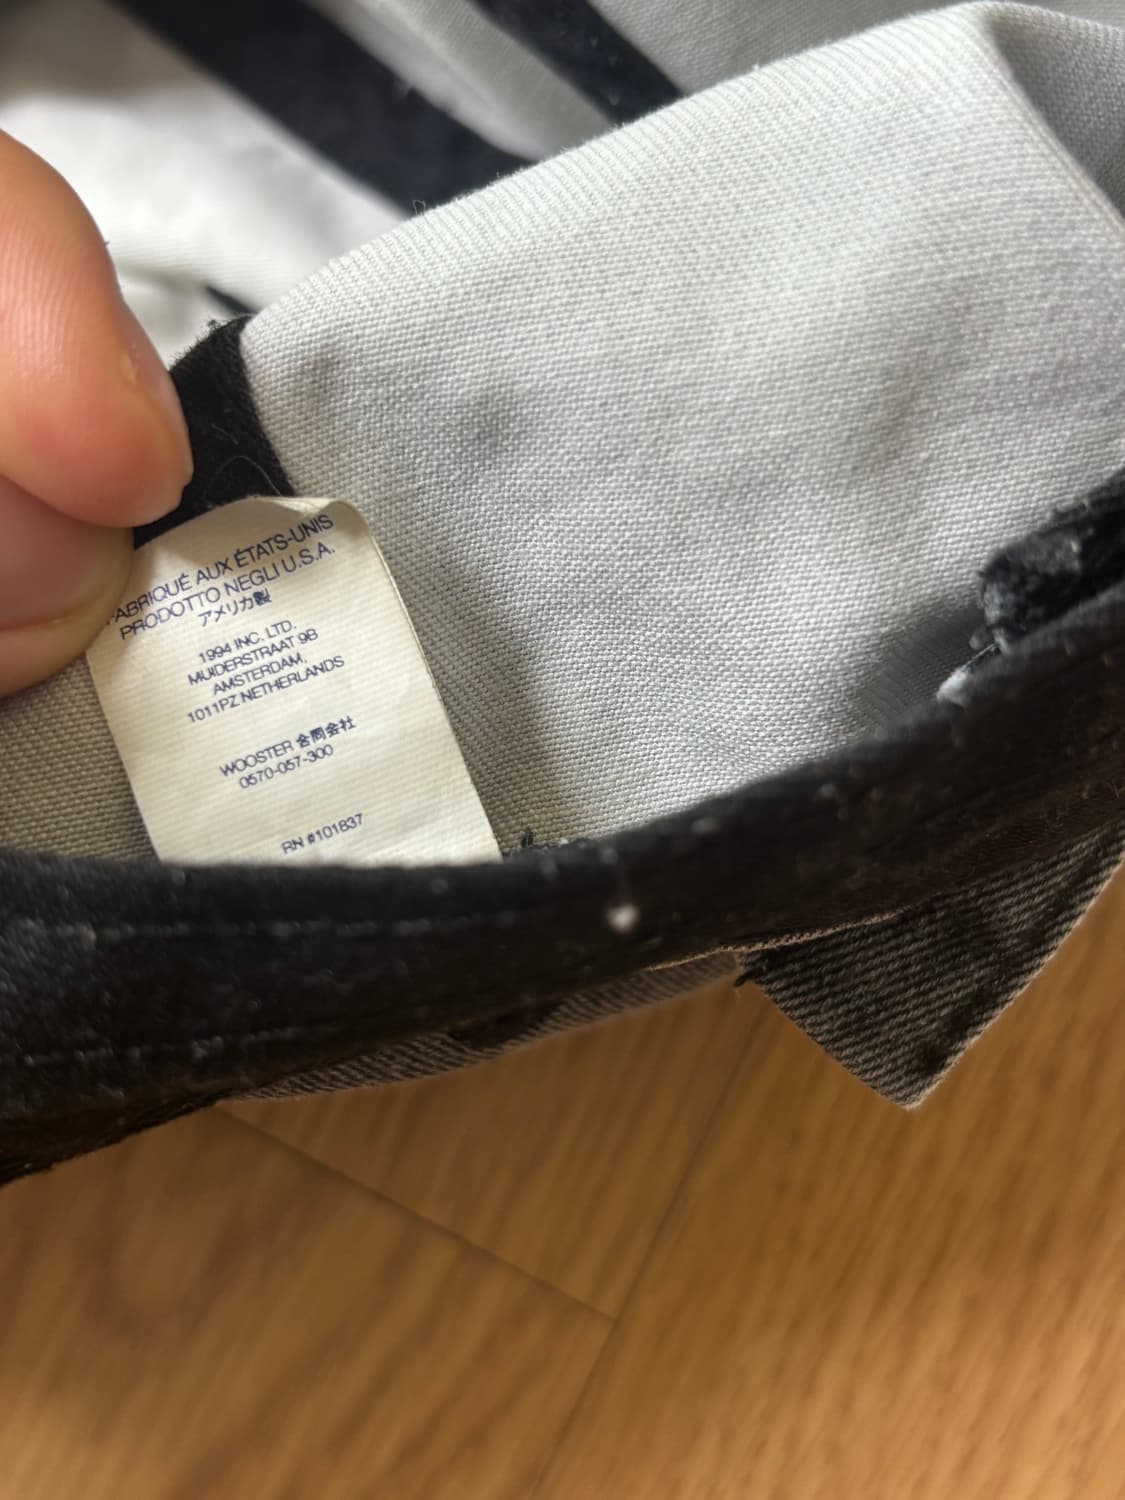 FABRIQUÉ AUX ÉTATS-UNIS
PRODOTTO NEGLI U.S.A.
アメリカ製
1994 INC. LTD.
MUIDERSTRAAT 9B
AMSTERDAM,
1011PZ NETHERLANDS
WOOSTER 合同会社
0570-057-300
RN #101837